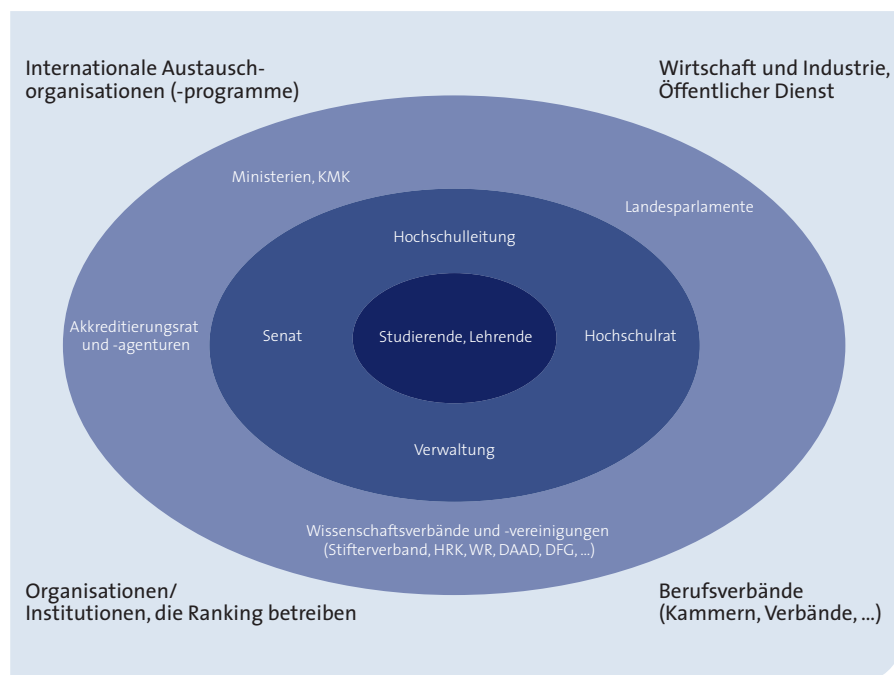 Internationale Austausch-
organisationen (-programme)
Wirtschaft und Industrie,
Öffentlicher Dienst
Ministerien, KMK
Landesparlamente
Hochschulleitung
Akkreditierungsrat
und -agenturen
Senat
Studierende, Lehrende
Hochschulrat
Verwaltung
Wissenschaftsverbände und -vereinigungen
(Stifterverband, HRK, WR, DAAD, DFG, ...)
Organisationen/
Institutionen, die Ranking betreiben
Berufsverbände
(Kammern, Verbände, ...)